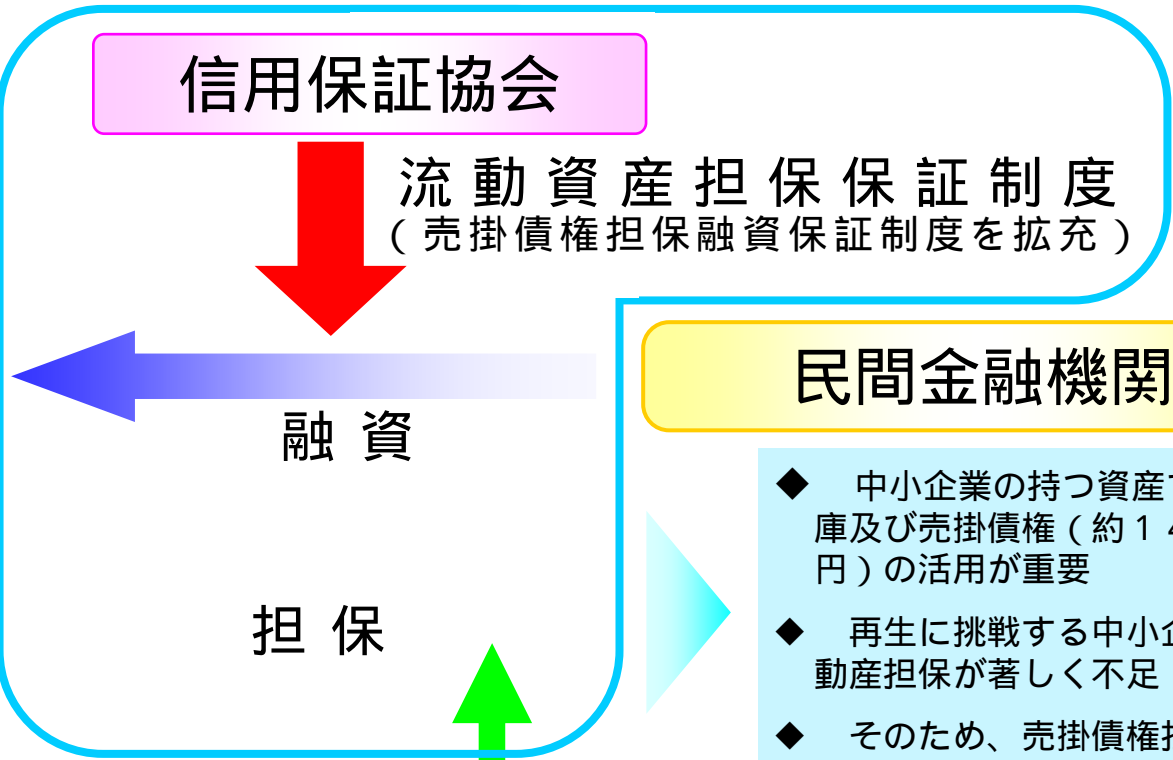 信用保証協会
流動資産担保保証制度
（売掛債権担保融資保証制度を拡充）
民間金融機関
融資
◆　中小企業の持つ資産
庫及び売掛債権（約１４
円）の活用が重要
担保
◆　再生に挑戦する中小企
動産担保が著しく不足
◆　そのため、売掛債権担